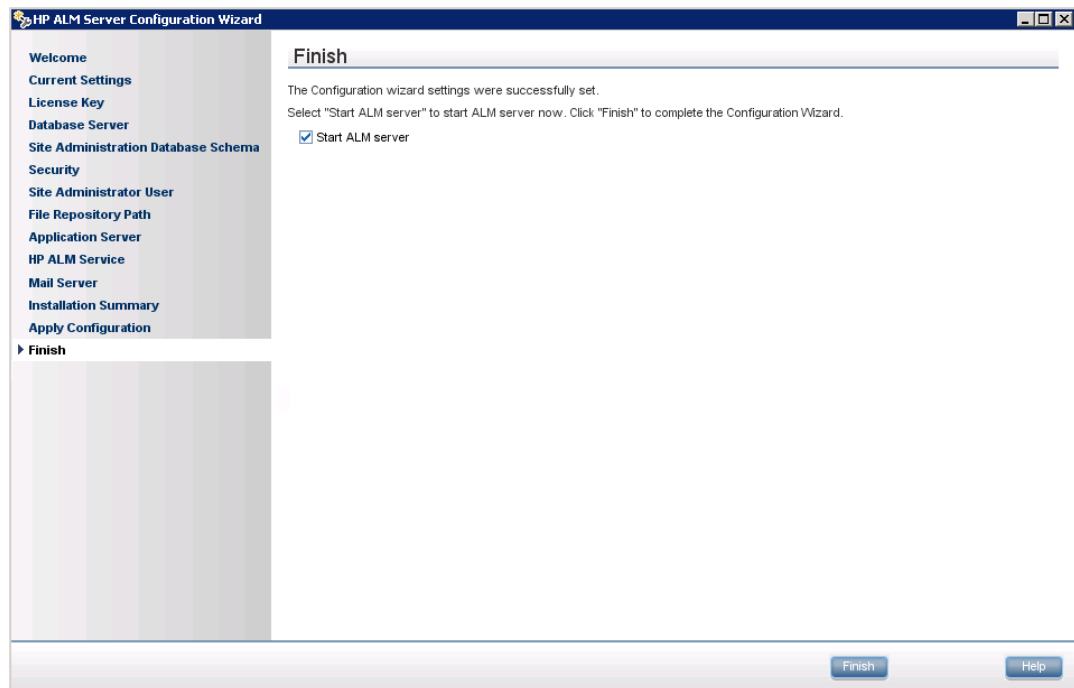 HP ALM Server Configuration Wizard
Welcome
Current Settings
License Key
Database Server
Site Administration Database Schema
Security
Site Administrator User
File Repository Path
Application Server
HP ALM Service
Mail Server
Installation Summary
Apply Configuration
Finish
Finish
The Configuration wizard settings were successfully set.
Select "Start ALM server" to start ALM server now. Click "Finish" to complete the Configuration Wizard.
Start ALM server
Finish
Help